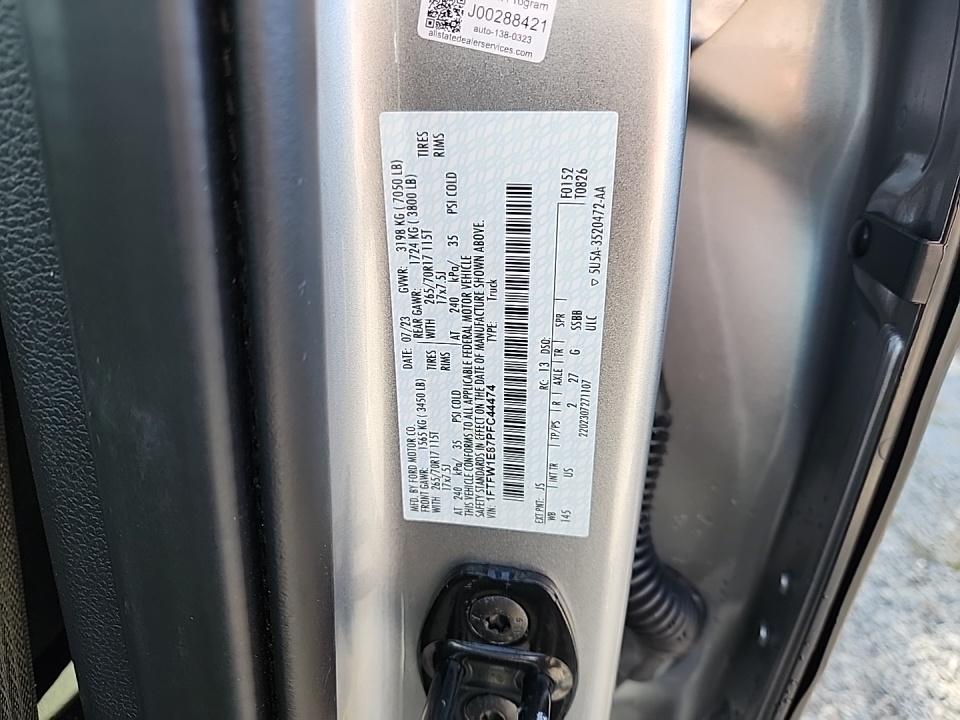 rogram
J00288421
auto-138-0323
allstatedealerservices.com
MFD. BY FORD MOTOR CO.
DATE: 07/23 GVWR: 3198 KG ( 7050 LB)
FRONT GAWR: 1565 KG ( 3450 LB)
REAR GAWR: 1724 KG ( 3800 LB)
WITH 265/70R17 115T TIRES
WITH 265/70R17 115T TIRES
17x7.5J RIMS
17x7.5J RIMS
AT 240 kPa/ 35 PSI COLD
AT 240 kPa/ 35 PSI COLD
THIS VEHICLE CONFORMS TO ALL APPLICABLE FEDERAL MOTOR VEHICLE
SAFETY STANDARDS IN EFFECT ON THE DATE OF MANUFACTURE SHOWN ABOVE.
VIN: 1FTFW1E87PFC44474 TYPE: Truck
EXT PNT: JS RC: 13 DSO: F0152
WB INT TR TP/PS R AXLE TR SPR T0826
145 US 2 27 G SSBB
2202307271107 ULC ▽ 5U5A-3520472-AA